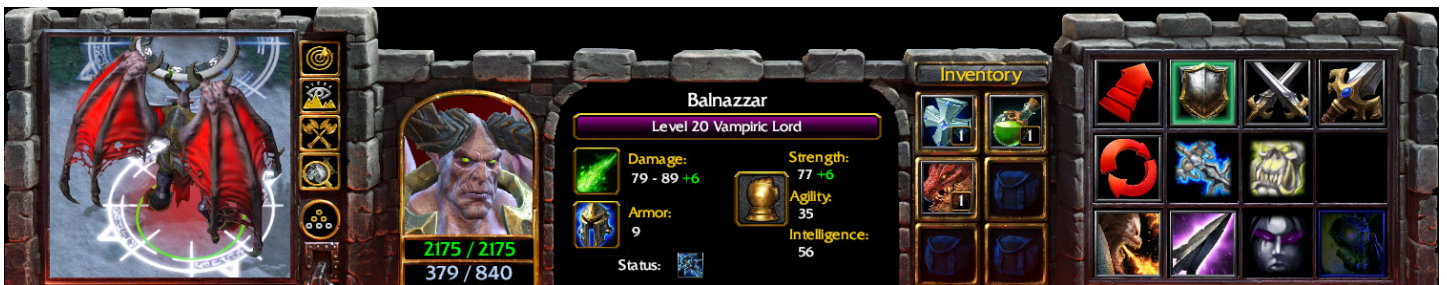 Balnazzar
Level 20 Vampiric Lord
Damage:
79 - 89 +6
Armor:
9
Status:
Strength:
77 +6
Agility:
35
Intelligence:
56
2175 / 2175
379 / 840
Inventory
1
1
1